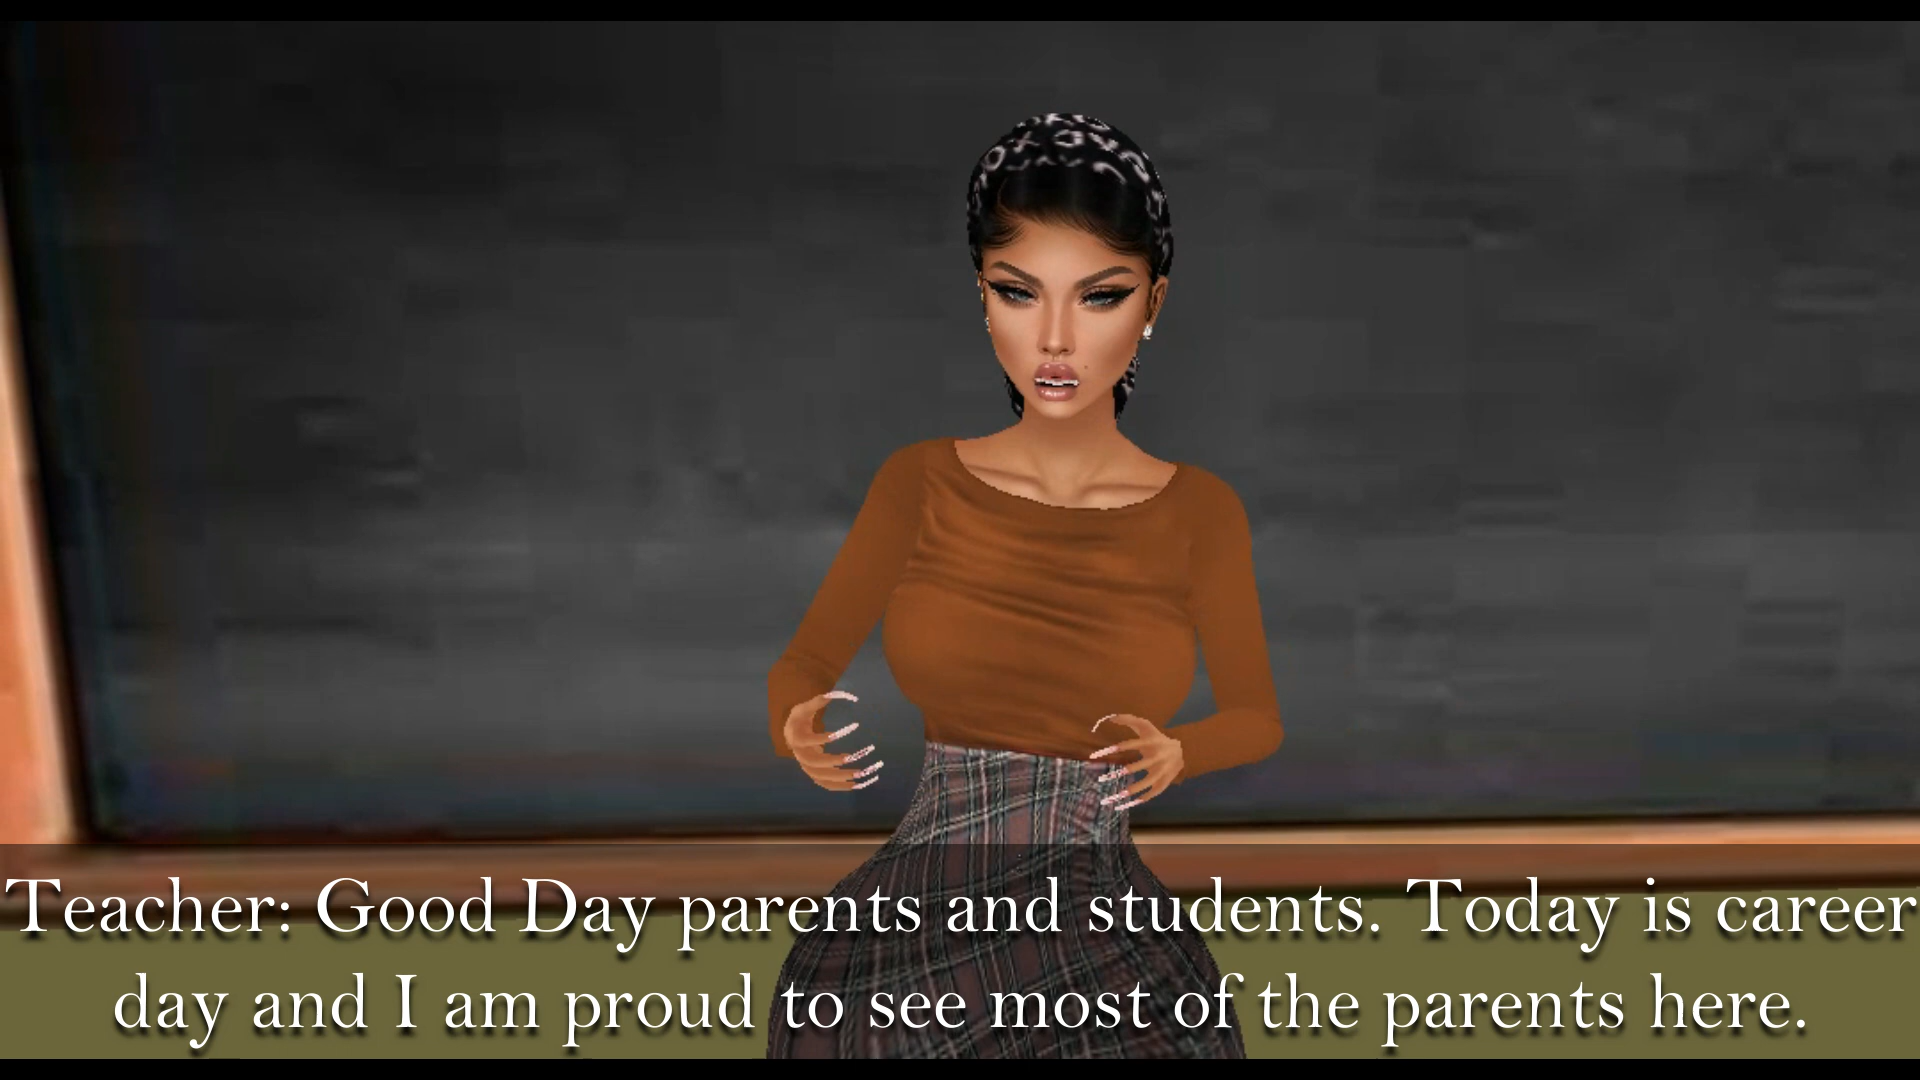 Teacher: Good Day parents and students. Today is career
day and I am proud to see most of the parents here.